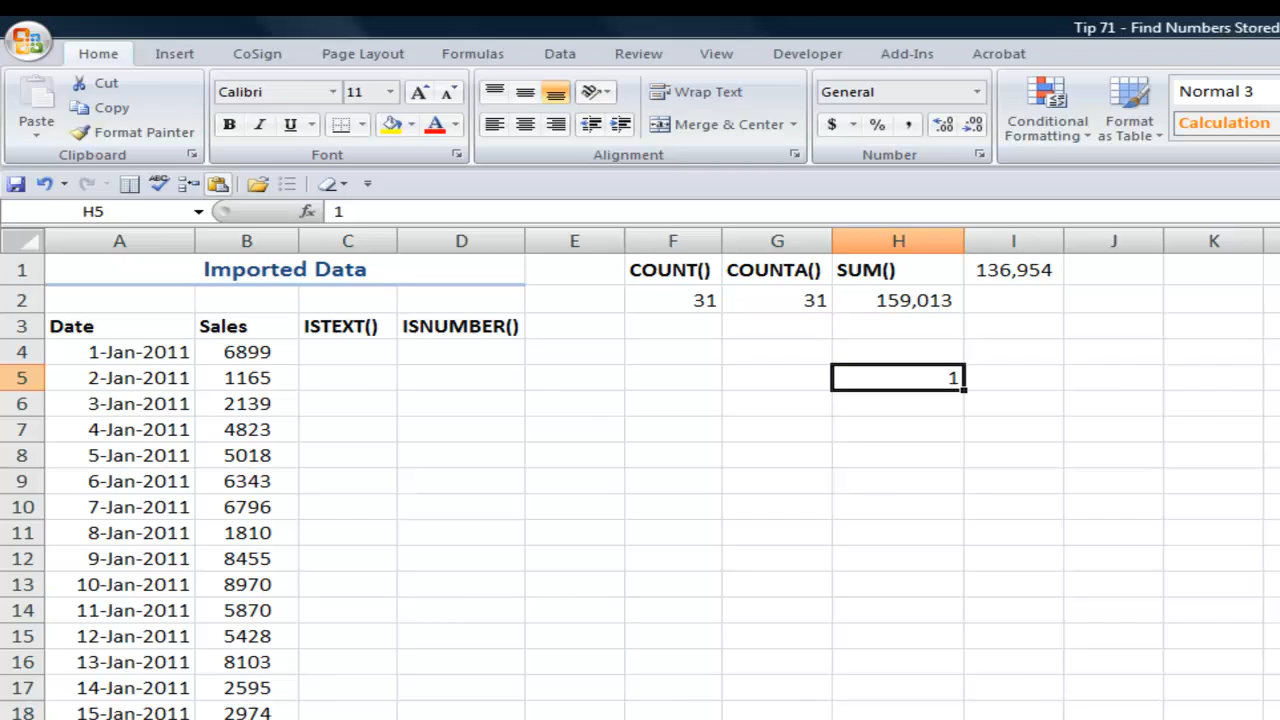 Tip 71 - Find Numbers Stored
Home Insert CoSign Page Layout Formulas Data Review View Developer Add-Ins Acrobat
Paste
Cut
Copy
Format Painter
Clipboard
Calibri 11 A A
B I U A
Font
Wrap Text
Merge & Center
Alignment
General
$ % , .0 .00 .00 .0
Number
Conditional Formatting
Format as Table
Normal 3
Calculation
ABC
H5 fx 1
A B C D E F G H I J K
1 Imported Data COUNT() COUNTA() SUM() 136,954
2 31 31 159,013
3 Date Sales ISTEXT() ISNUMBER()
4 1-Jan-2011 6899
5 2-Jan-2011 1165 1
6 3-Jan-2011 2139
7 4-Jan-2011 4823
8 5-Jan-2011 5018
9 6-Jan-2011 6343
10 7-Jan-2011 6796
11 8-Jan-2011 1810
12 9-Jan-2011 8455
13 10-Jan-2011 8970
14 11-Jan-2011 5870
15 12-Jan-2011 5428
16 13-Jan-2011 8103
17 14-Jan-2011 2595
18 15-Jan-2011 2974